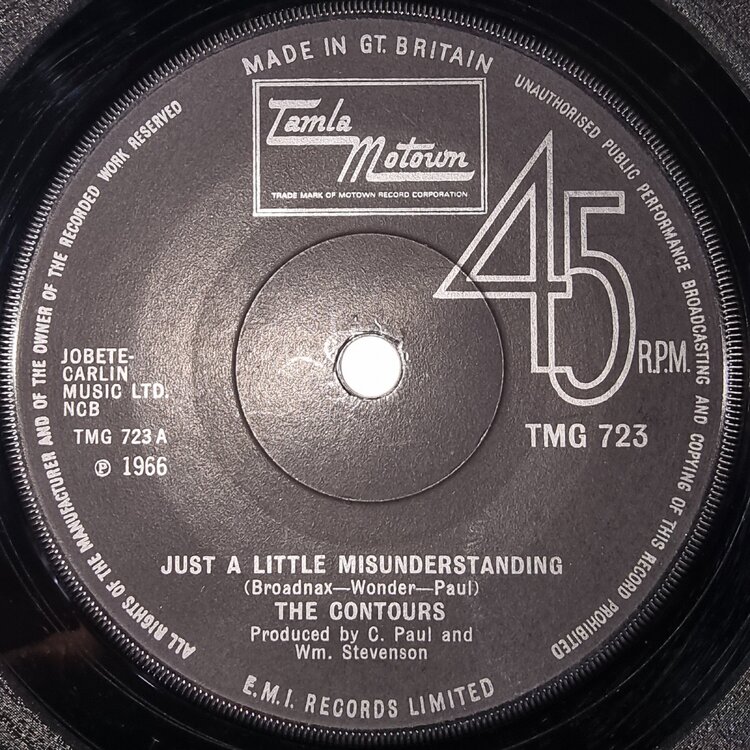 MADE IN GT. BRITAIN
UNAUTHORISED PUBLIC PERFORMANCE BROADCASTING AND COPYING OF THIS RECORD PROHIBITED
ALL RIGHTS OF THE MANUFACTURER AND OF THE OWNER OF THE RECORDED WORK RESERVED
Tamla
Motown
TRADE MARK OF MOTOWN RECORD CORPORATION
45
R.P.M.
JOBETE-
CARLIN
MUSIC LTD.
NCB
TMG 723 A
℗ 1966
TMG 723
JUST A LITTLE MISUNDERSTANDING
(Broadnax—Wonder—Paul)
THE CONTOURS
Produced by C. Paul and
Wm. Stevenson
E.M.I. RECORDS LIMITED